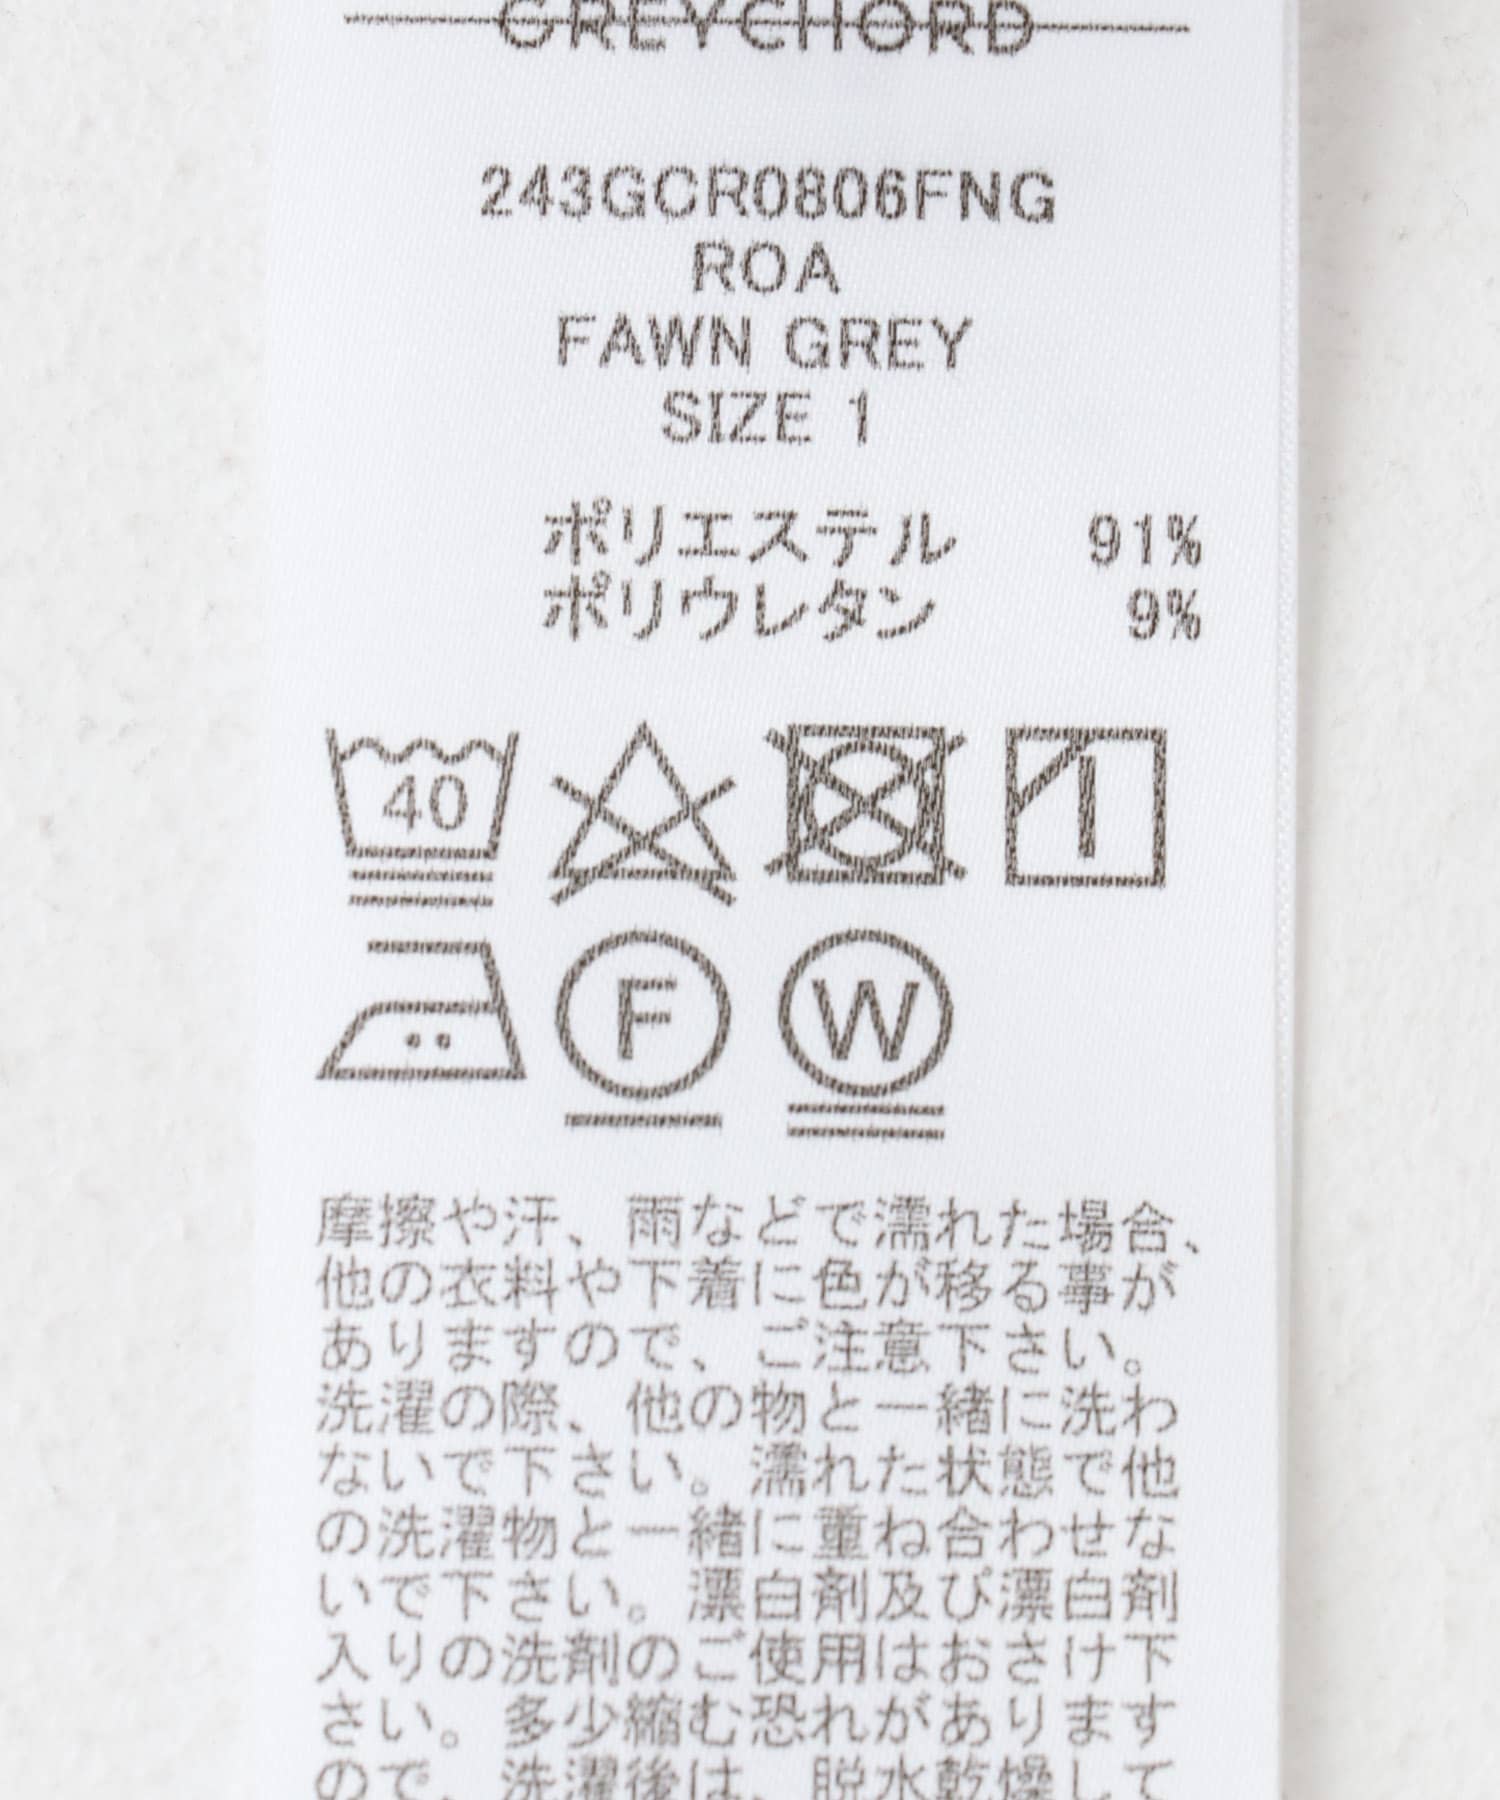 GREYCHORD
243GCR0806FNG
ROA
FAWN GREY
SIZE 1
ポリエステル 91%
ポリウレタン 9%
40
F W
摩擦や汗、雨などで濡れた場合、
他の衣料や下着に色が移る事が
ありますので、ご注意下さい。
洗濯の際、他の物と一緒に洗わ
ないで下さい。濡れた状態で他
の洗濯物と一緒に重ね合わせな
いで下さい。漂白剤及び漂白剤
入りの洗剤のご使用はおさけ下
さい。多少縮む恐れがあります
ので、洗濯後は、脱水乾燥して